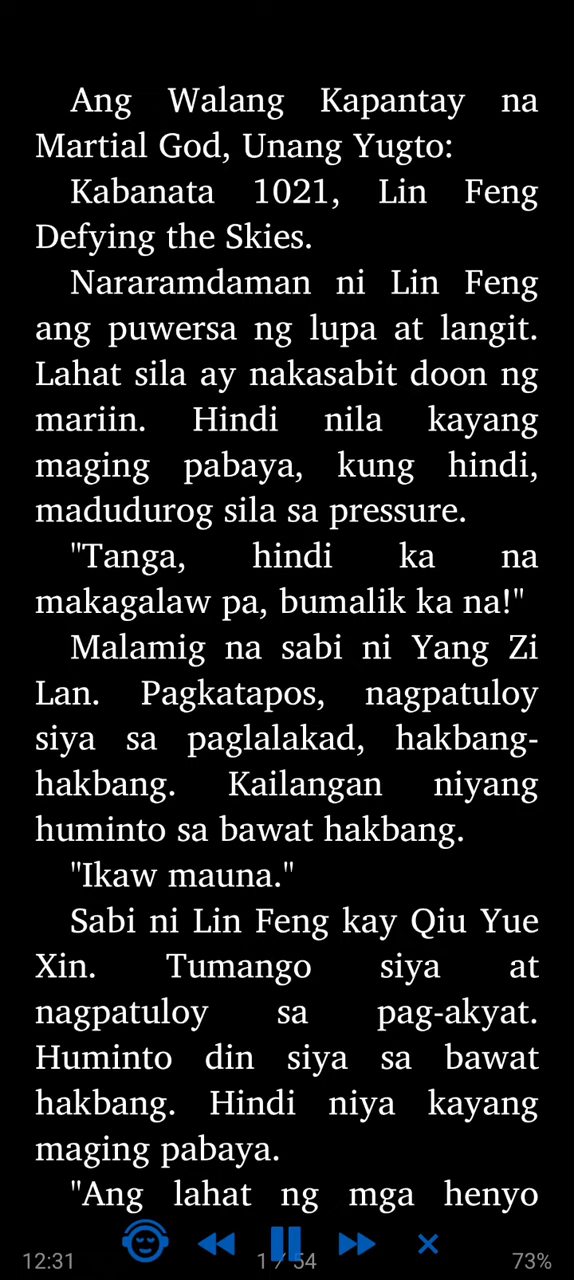 Ang Walang Kapantay na
Martial God, Unang Yugto:
Kabanata 1021, Lin Feng
Defying the Skies.
Nararamdaman ni Lin Feng
ang puwersa ng lupa at langit.
Lahat sila ay nakasabit doon ng
mariin. Hindi nila kayang
maging pabaya, kung hindi,
madudurog sila sa pressure.
"Tanga, hindi ka na
makagalaw pa, bumalik ka na!"
Malamig na sabi ni Yang Zi
Lan. Pagkatapos, nagpatuloy
siya sa paglalakad, hakbang-
hakbang. Kailangan niyang
huminto sa bawat hakbang.
"Ikaw mauna."
Sabi ni Lin Feng kay Qiu Yue
Xin. Tumango siya at
nagpatuloy sa pag-akyat.
Huminto din siya sa bawat
hakbang. Hindi niya kayang
maging pabaya.
"Ang lahat ng mga henyo
12:31 1 / 54 73%